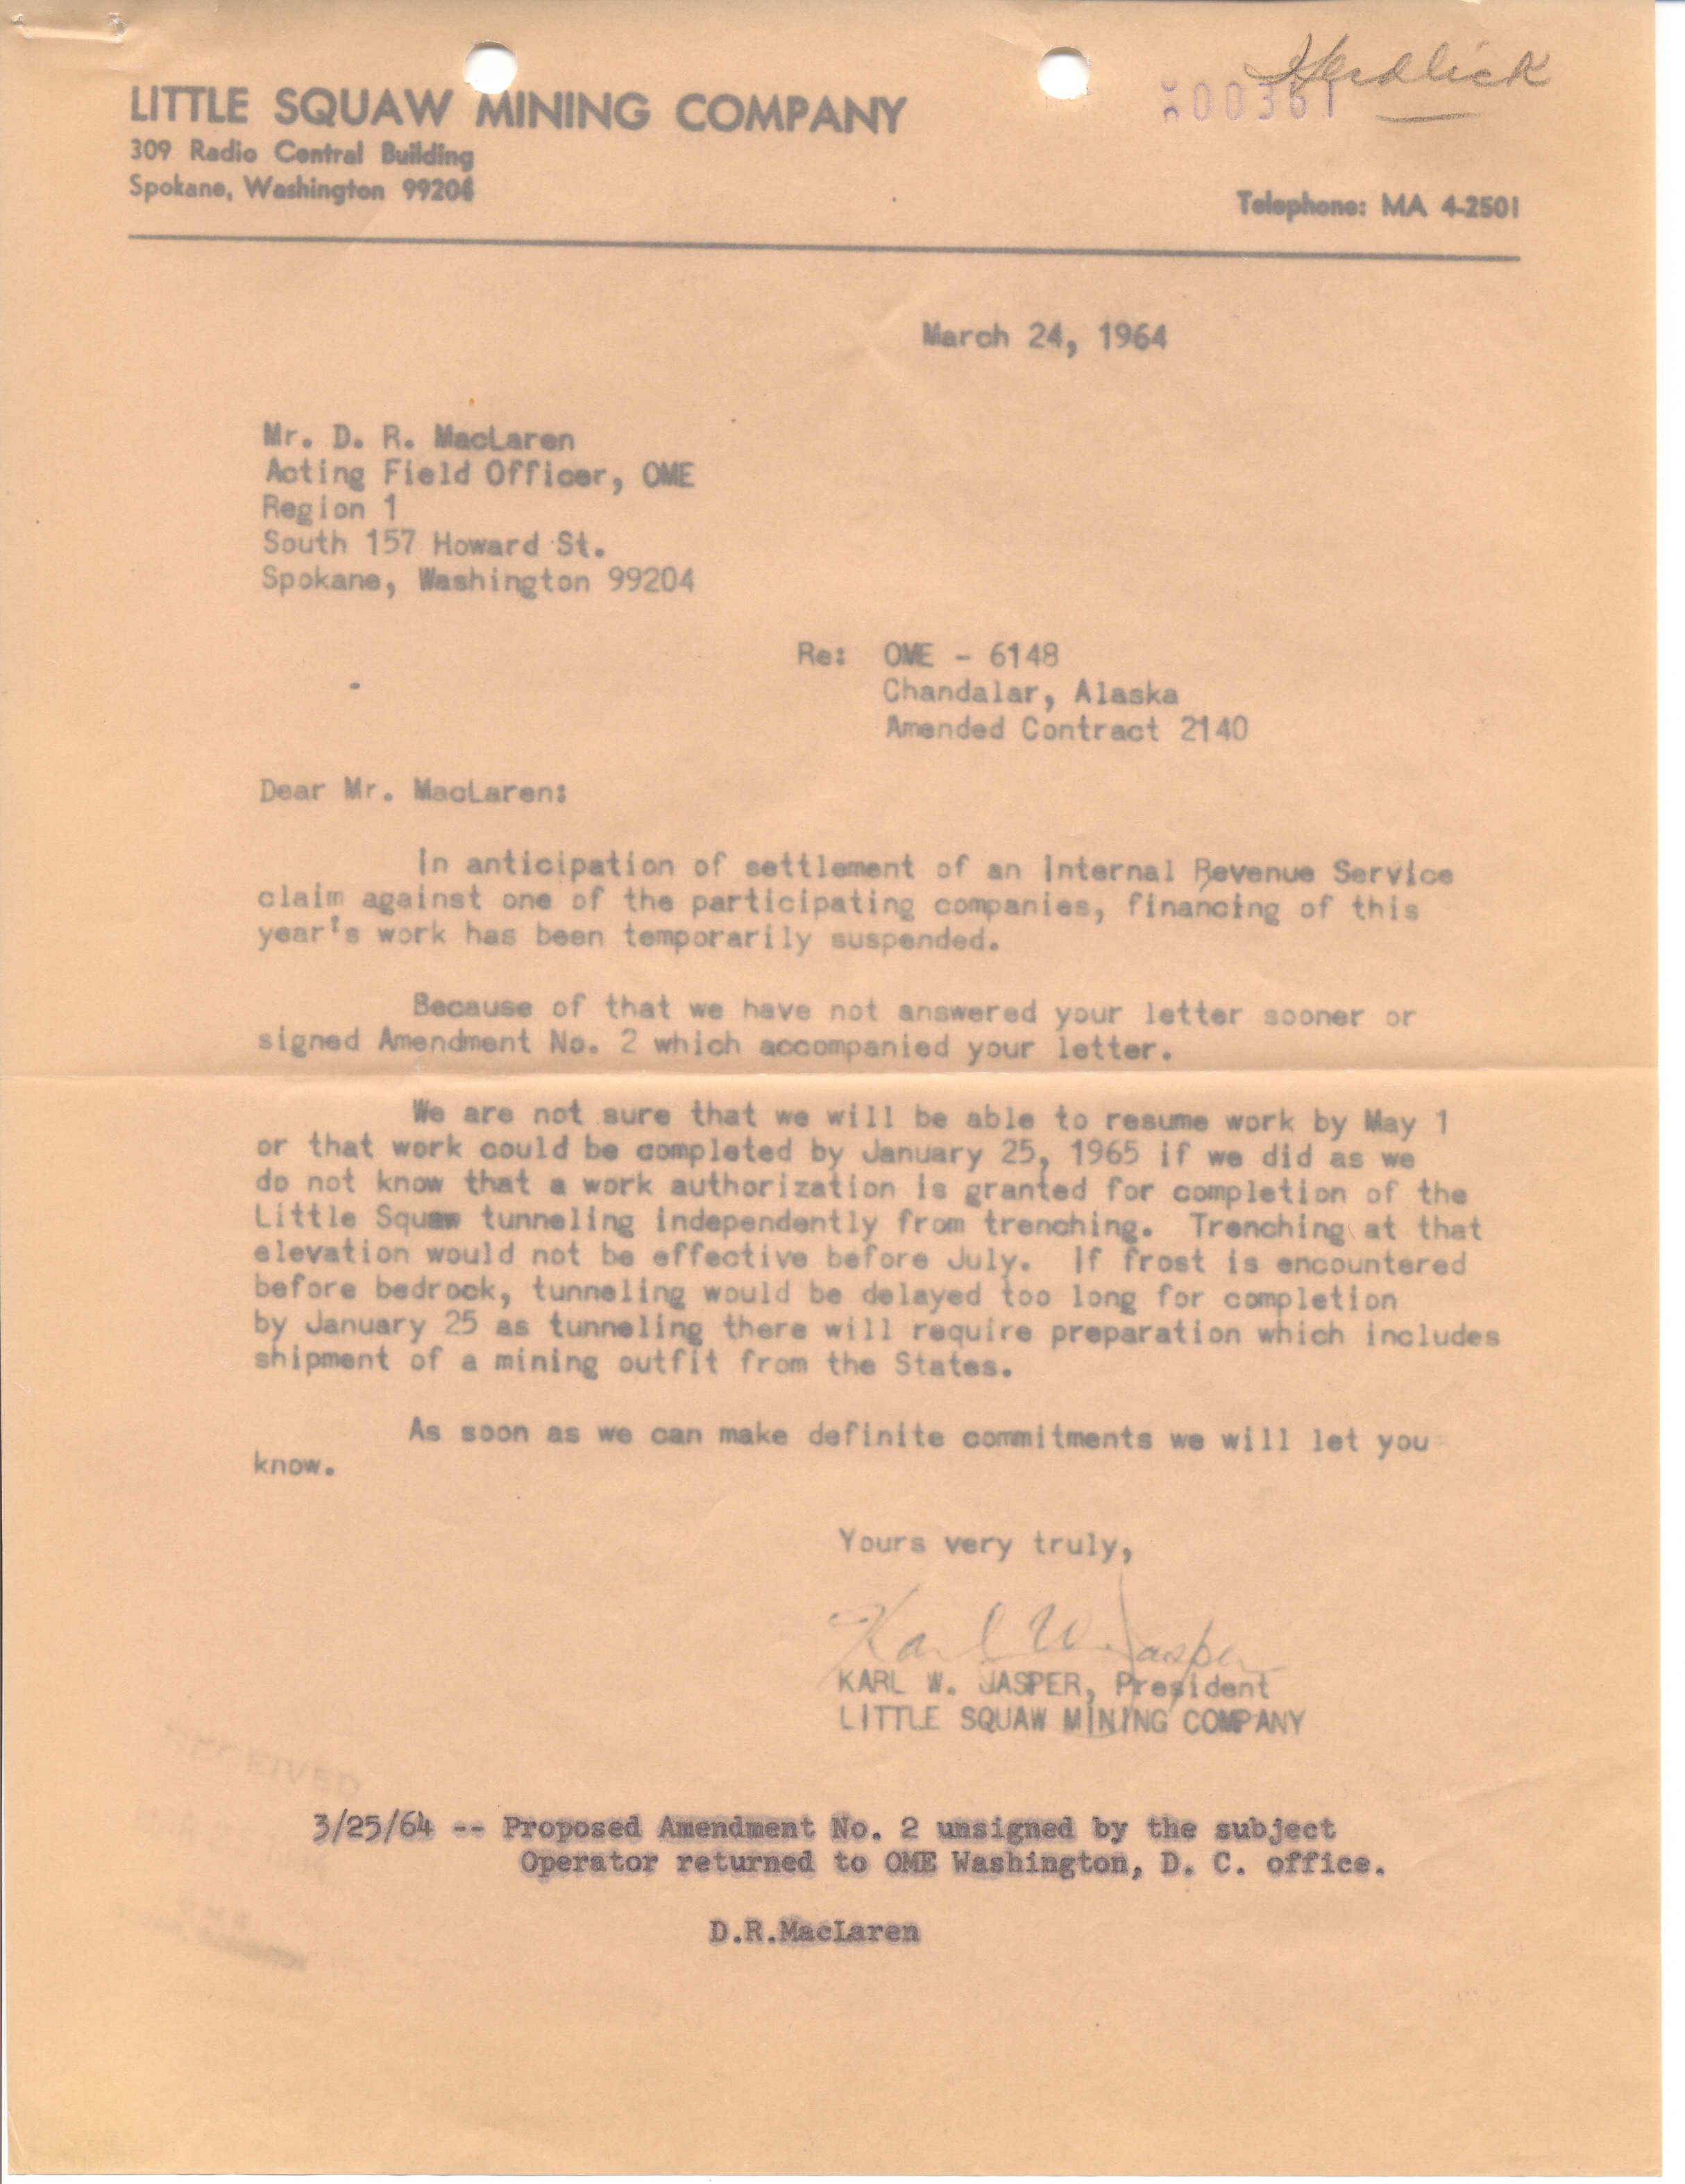 Herdlick
00361
LITTLE SQUAW MINING COMPANY
309 Radio Central Building
Spokane, Washington 99204
Telephone: MA 4-2501
March 24, 1964
Mr. D. R. MacLaren
Acting Field Officer, OME
Region 1
South 157 Howard St.
Spokane, Washington 99204
Re: OME - 6148
Chandalar, Alaska
Amended Contract 2140
Dear Mr. MacLaren:
In anticipation of settlement of an Internal Revenue Service
claim against one of the participating companies, financing of this
year's work has been temporarily suspended.
Because of that we have not answered your letter sooner or
signed Amendment No. 2 which accompanied your letter.
We are not sure that we will be able to resume work by May 1
or that work could be completed by January 25, 1965 if we did as we
do not know that a work authorization is granted for completion of the
Little Squaw tunneling independently from trenching. Trenching at that
elevation would not be effective before July. If frost is encountered
before bedrock, tunneling would be delayed too long for completion
by January 25 as tunneling there will require preparation which includes
shipment of a mining outfit from the States.
As soon as we can make definite commitments we will let you
know.
Yours very truly,
Karl W. Jasper
KARL W. JASPER, President
LITTLE SQUAW MINING COMPANY
RECEIVED
3/25/64 -- Proposed Amendment No. 2 unsigned by the subject
Operator returned to OME Washington, D. C. office.
D.R.MacLaren